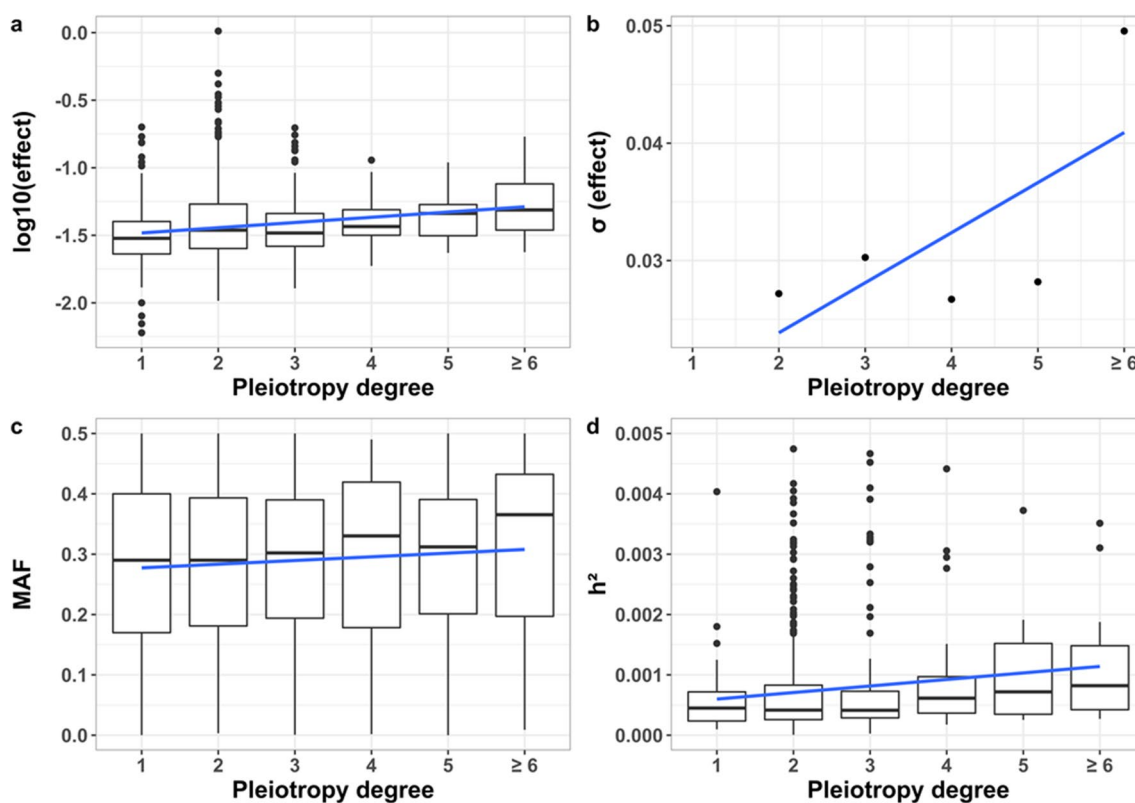 a
log10(effect)
0.0
-0.5
-1.0
-1.5
-2.0
1 2 3 4 5 ≥ 6
Pleiotropy degree
b
σ (effect)
0.05
0.04
0.03
1 2 3 4 5 ≥ 6
Pleiotropy degree
c
MAF
0.5
0.4
0.3
0.2
0.1
0.0
1 2 3 4 5 ≥ 6
Pleiotropy degree
d
h²
0.005
0.004
0.003
0.002
0.001
0.000
1 2 3 4 5 ≥ 6
Pleiotropy degree